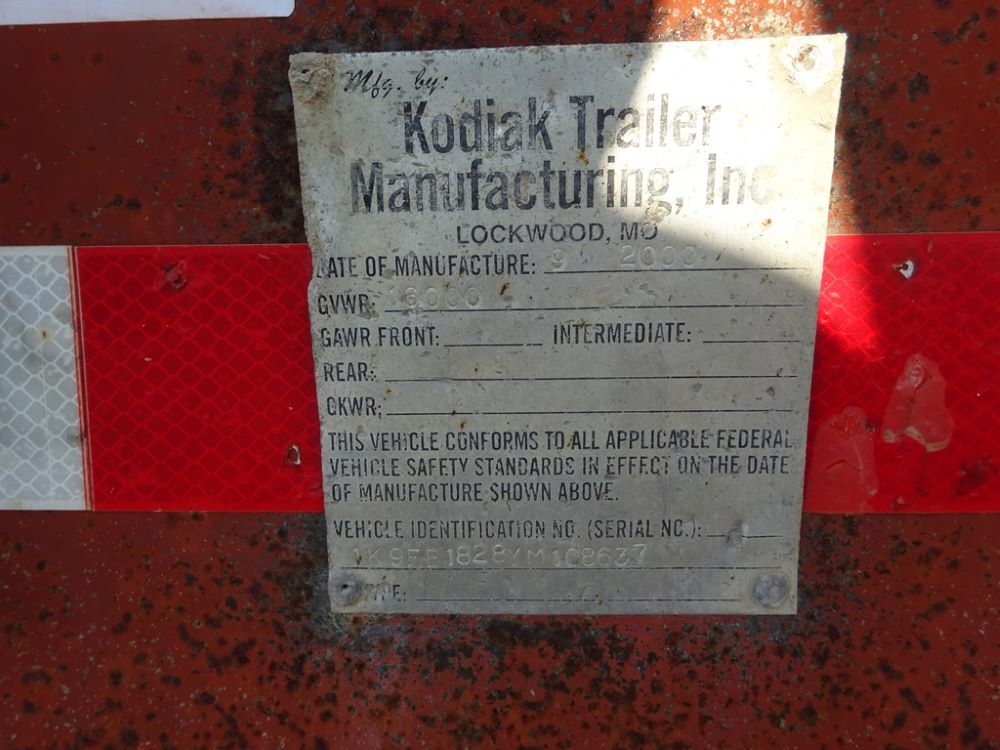 Mfg. by:
Kodiak Trailer
Manufacturing, Inc
LOCKWOOD, MO
DATE OF MANUFACTURE: 9 2000
GVWR:
GAWR FRONT: INTERMEDIATE:
REAR:
GKWR:
THIS VEHICLE CONFORMS TO ALL APPLICABLE FEDERAL
VEHICLE SAFETY STANDARDS IN EFFECT ON THE DATE
OF MANUFACTURE SHOWN ABOVE.
VEHICLE IDENTIFICATION NO. (SERIAL NO.):
TYPE: